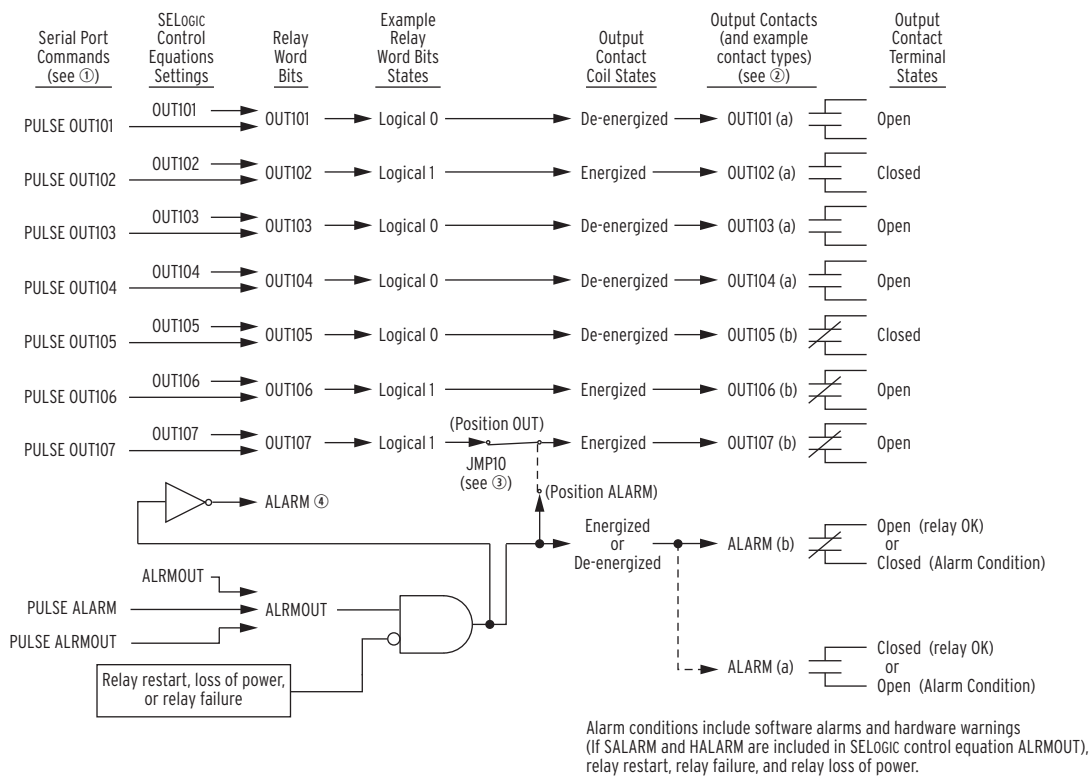 Serial Port
Commands
(see ①)
SELOGIC
Control
Equations
Settings
Relay
Word
Bits
Example
Relay
Word Bits
States
Output
Contact
Coil States
Output Contacts
(and example
contact types)
(see ②)
Output
Contact
Terminal
States
PULSE OUT101
OUT101
OUT101
Logical 0
De-energized
OUT101 (a)
Open
PULSE OUT102
OUT102
OUT102
Logical 1
Energized
OUT102 (a)
Closed
PULSE OUT103
OUT103
OUT103
Logical 0
De-energized
OUT103 (a)
Open
PULSE OUT104
OUT104
OUT104
Logical 0
De-energized
OUT104 (a)
Open
PULSE OUT105
OUT105
OUT105
Logical 0
De-energized
OUT105 (b)
Closed
PULSE OUT106
OUT106
OUT106
Logical 1
Energized
OUT106 (b)
Open
PULSE OUT107
OUT107
OUT107
Logical 1
(Position OUT)
JMP10
(see ③)
Energized
OUT107 (b)
Open
(Position ALARM)
ALARM ④
Energized
or
De-energized
ALARM (b)
Open (relay OK)
or
Closed (Alarm Condition)
ALRMOUT
PULSE ALARM
PULSE ALRMOUT
ALRMOUT
Relay restart, loss of power,
or relay failure
ALARM (a)
Closed (relay OK)
or
Open (Alarm Condition)
Alarm conditions include software alarms and hardware warnings
(If SALARM and HALARM are included in SELOGIC control equation ALRMOUT),
relay restart, relay failure, and relay loss of power.